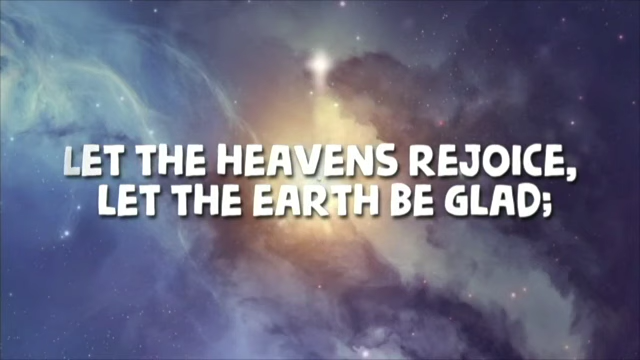 LET THE HEAVENS REJOICE,
LET THE EARTH BE GLAD;